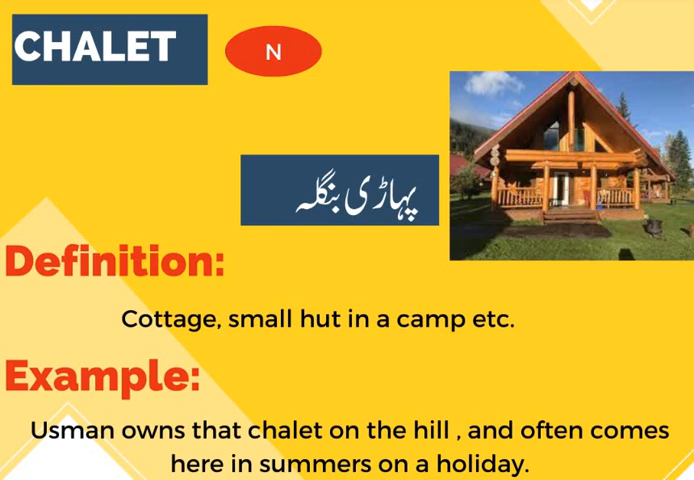 CHALET
N
پہاڑی بنگلہ
Definition:
Cottage, small hut in a camp etc.
Example:
Usman owns that chalet on the hill , and often comes
here in summers on a holiday.